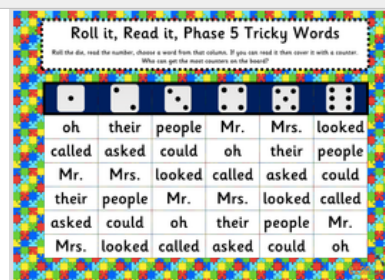 Roll it, Read it, Phase 5 Tricky Words
Roll the die, read the number, choose a word from that column. If you can read it then cover it with a counter.
Who can get the most counters on the board?
oh their people Mr. Mrs. looked
called asked could oh their people
Mr. Mrs. looked called asked could
their people Mr. Mrs. looked called
asked could oh their people Mr.
Mrs. looked called asked could oh